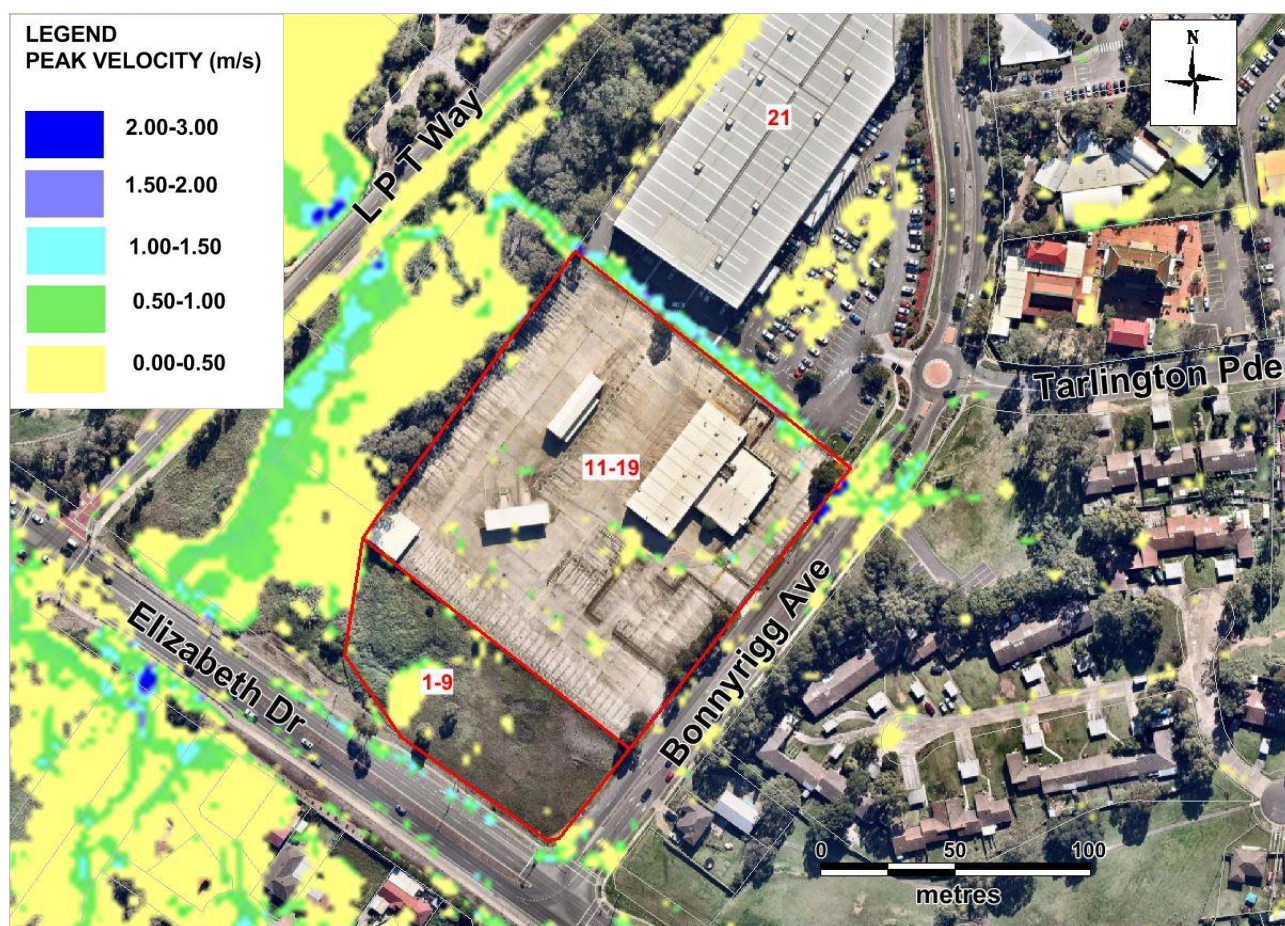 LEGEND
PEAK VELOCITY (m/s)
2.00-3.00
1.50-2.00
1.00-1.50
0.50-1.00
0.00-0.50
N
L P T Way
21
Tarlington Pde
11-19
1-9
Elizabeth Dr
Bonnyrigg Ave
0 50 100
metres